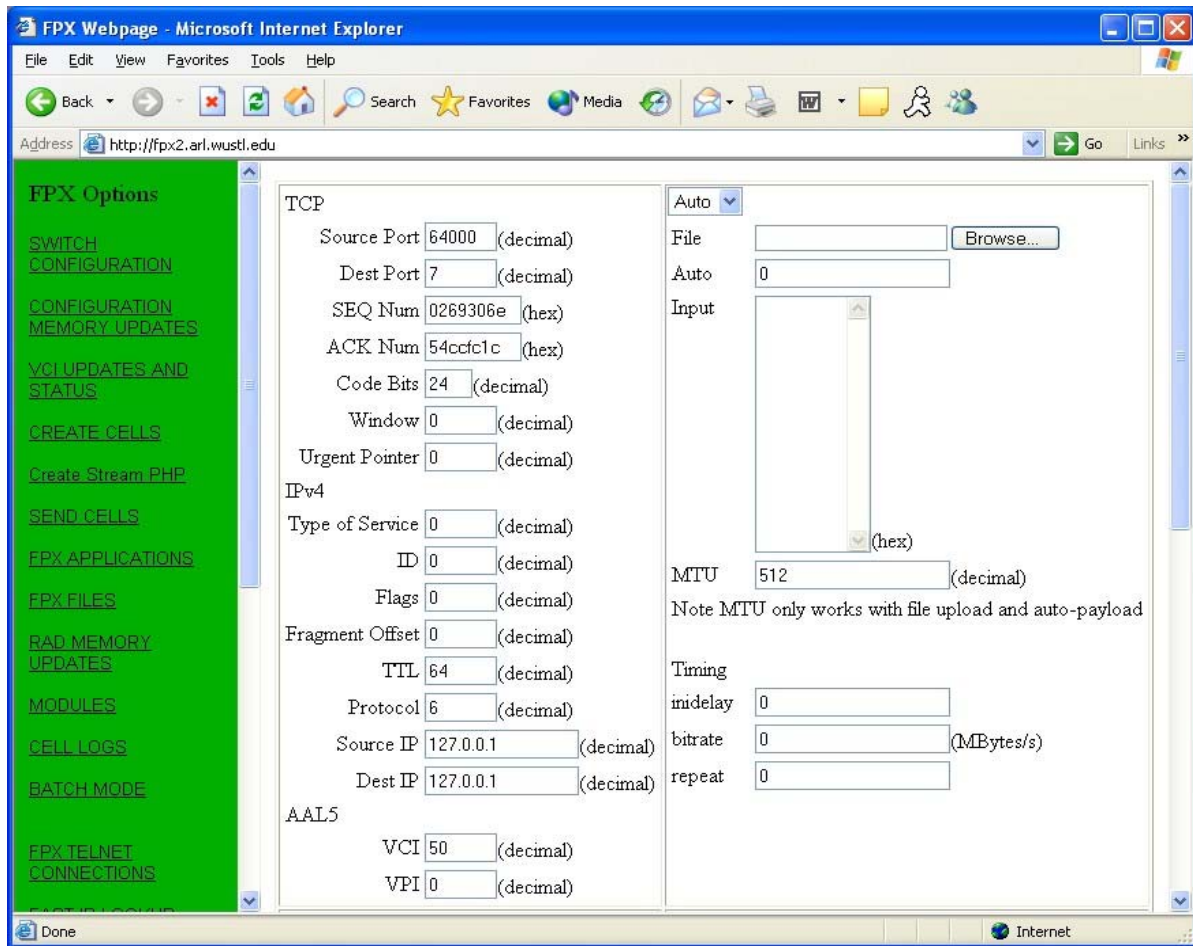 FPX Webpage - Microsoft Internet Explorer
File Edit View Favorites Tools Help
Back Search Favorites Media
Address http://fpx2.arl.wustl.edu Go Links »
FPX Options
SWITCH
CONFIGURATION
CONFIGURATION
MEMORY UPDATES
VCI UPDATES AND
STATUS
CREATE CELLS
Create Stream PHP
SEND CELLS
FPX APPLICATIONS
FPX FILES
RAD MEMORY
UPDATES
MODULES
CELL LOGS
BATCH MODE
FPX TELNET
CONNECTIONS
FAST IP LOOKUP
TCP
Source Port 64000 (decimal)
Dest Port 7 (decimal)
SEQ Num 0269306e (hex)
ACK Num 54ccfc1c (hex)
Code Bits 24 (decimal)
Window 0 (decimal)
Urgent Pointer 0 (decimal)
IPv4
Type of Service 0 (decimal)
ID 0 (decimal)
Flags 0 (decimal)
Fragment Offset 0 (decimal)
TTL 64 (decimal)
Protocol 6 (decimal)
Source IP 127.0.0.1 (decimal)
Dest IP 127.0.0.1 (decimal)
AAL5
VCI 50 (decimal)
VPI 0 (decimal)
Auto
File Browse...
Auto 0
Input
(hex)
MTU 512 (decimal)
Note MTU only works with file upload and auto-payload
Timing
inidelay 0
bitrate 0 (MBytes/s)
repeat 0
Done Internet